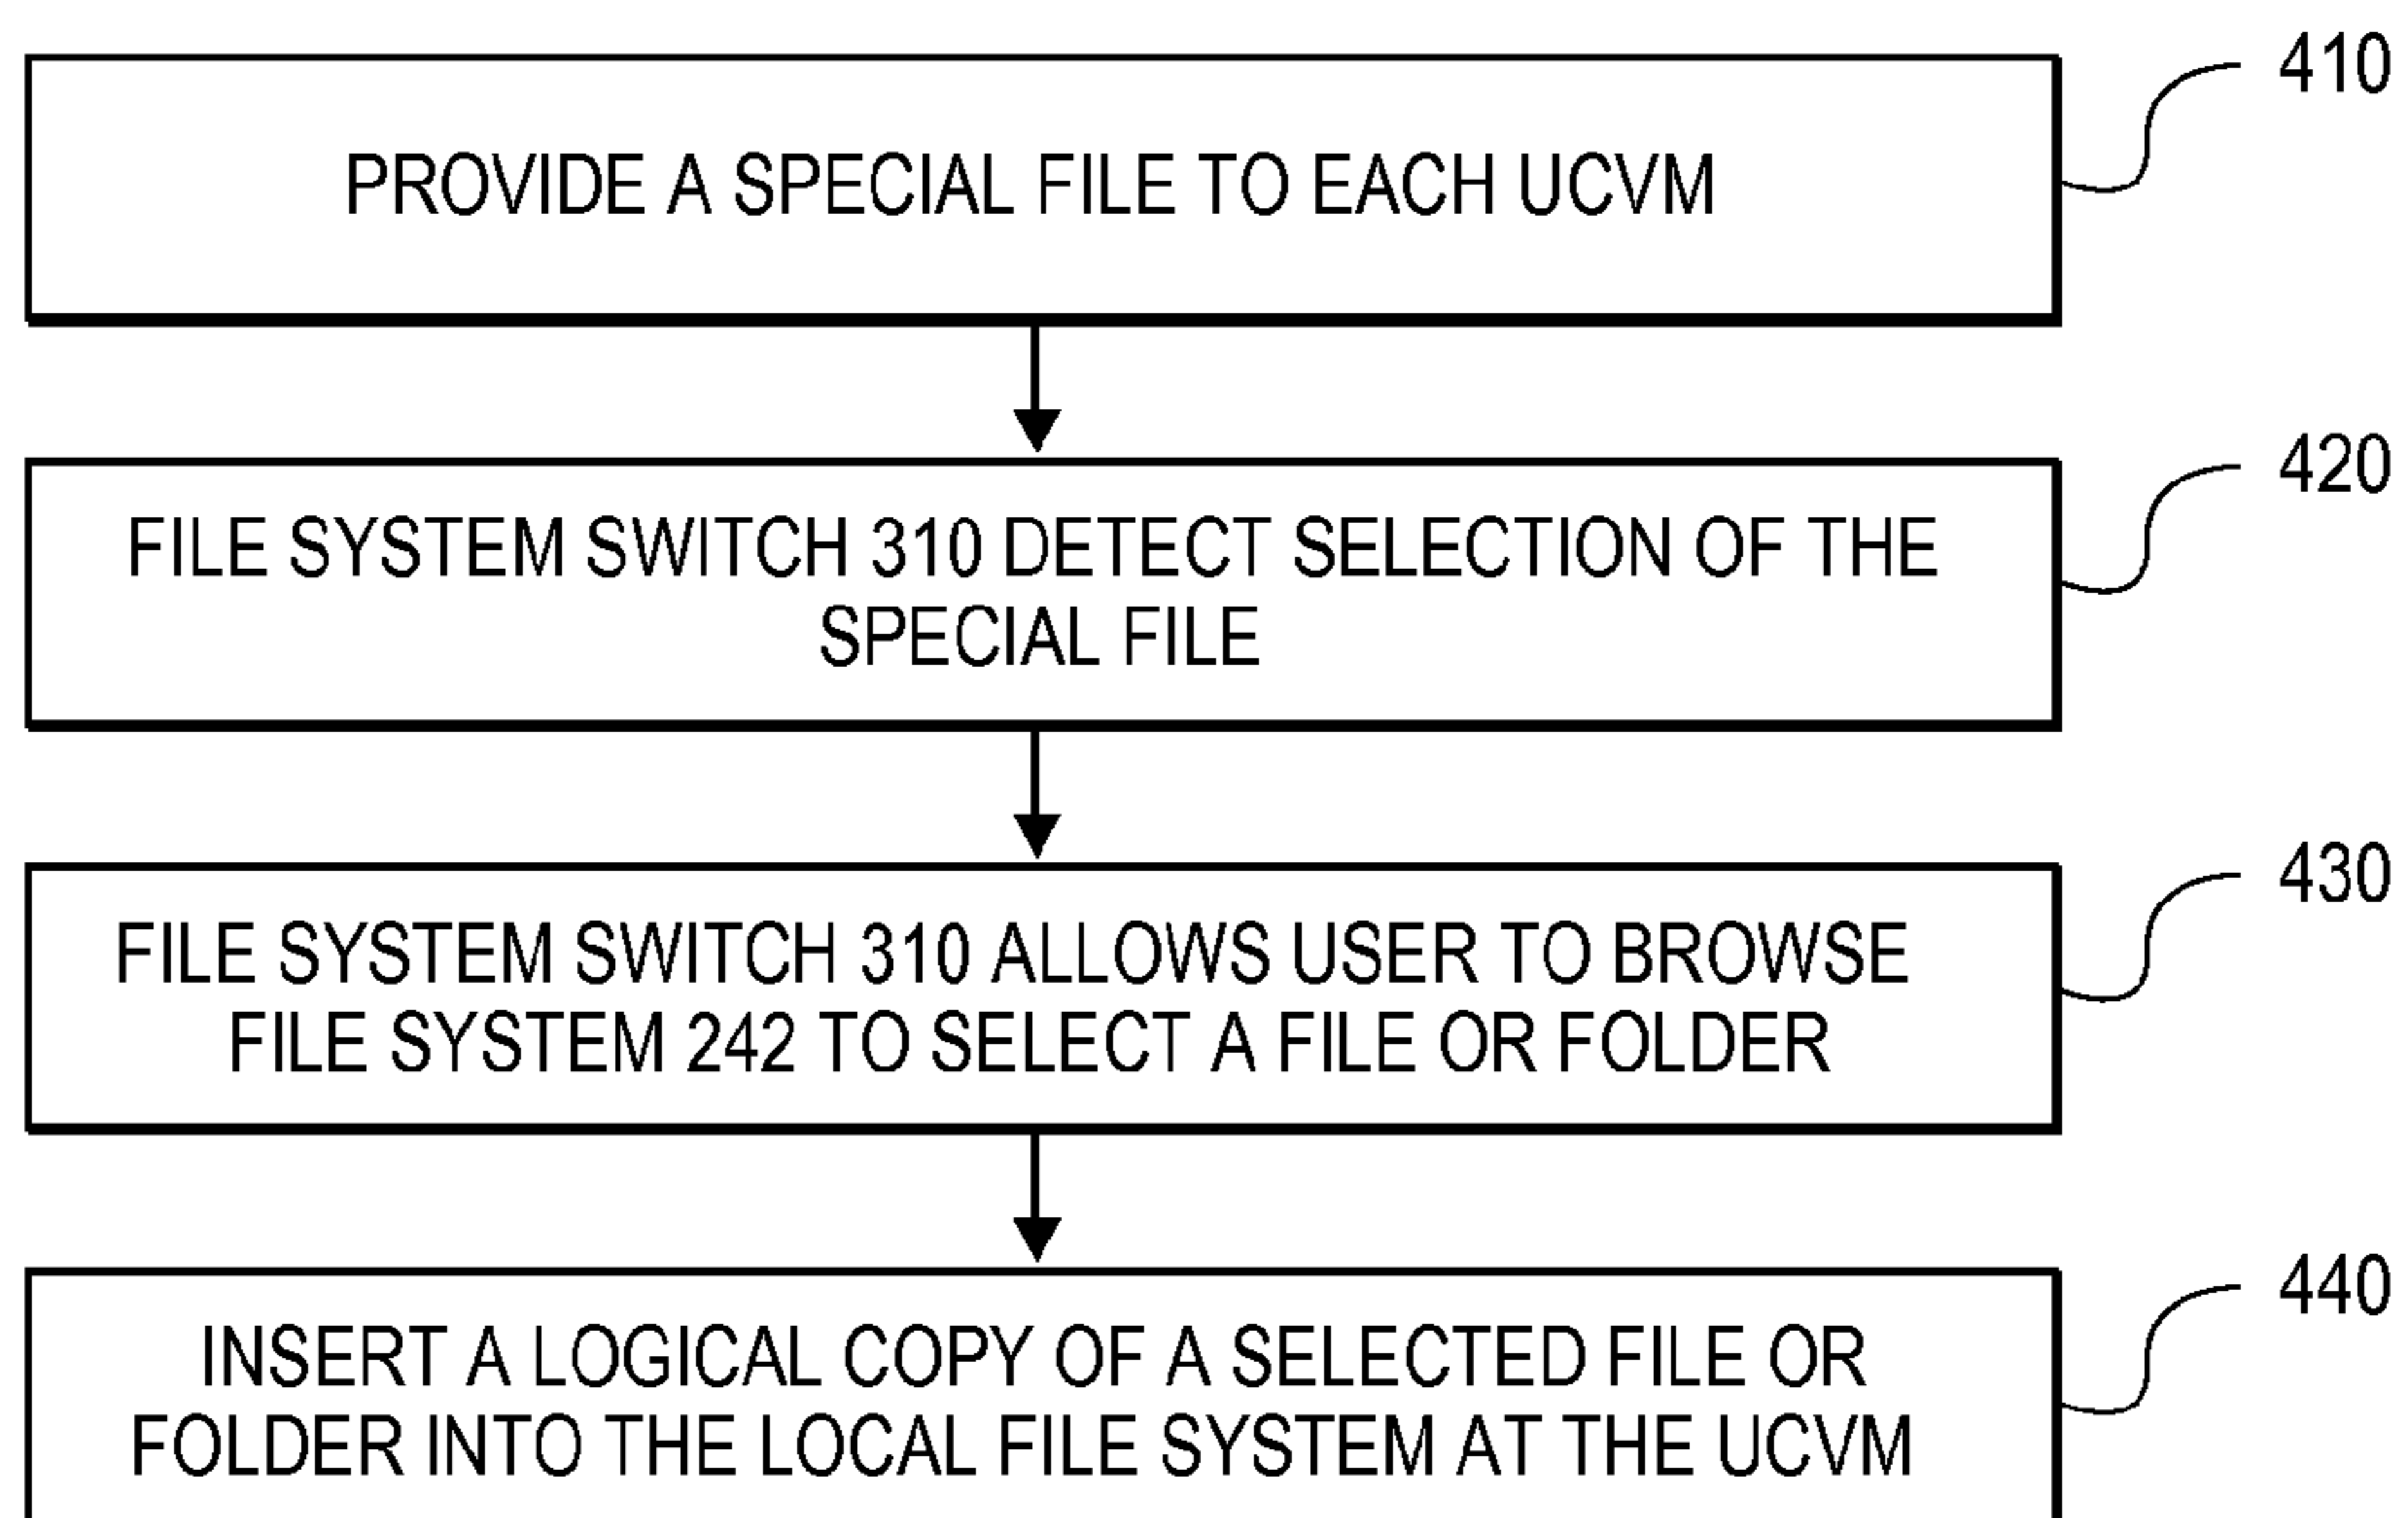 410
PROVIDE A SPECIAL FILE TO EACH UCVM
420
FILE SYSTEM SWITCH 310 DETECT SELECTION OF THE
SPECIAL FILE
430
FILE SYSTEM SWITCH 310 ALLOWS USER TO BROWSE
FILE SYSTEM 242 TO SELECT A FILE OR FOLDER
440
INSERT A LOGICAL COPY OF A SELECTED FILE OR
FOLDER INTO THE LOCAL FILE SYSTEM AT THE UCVM